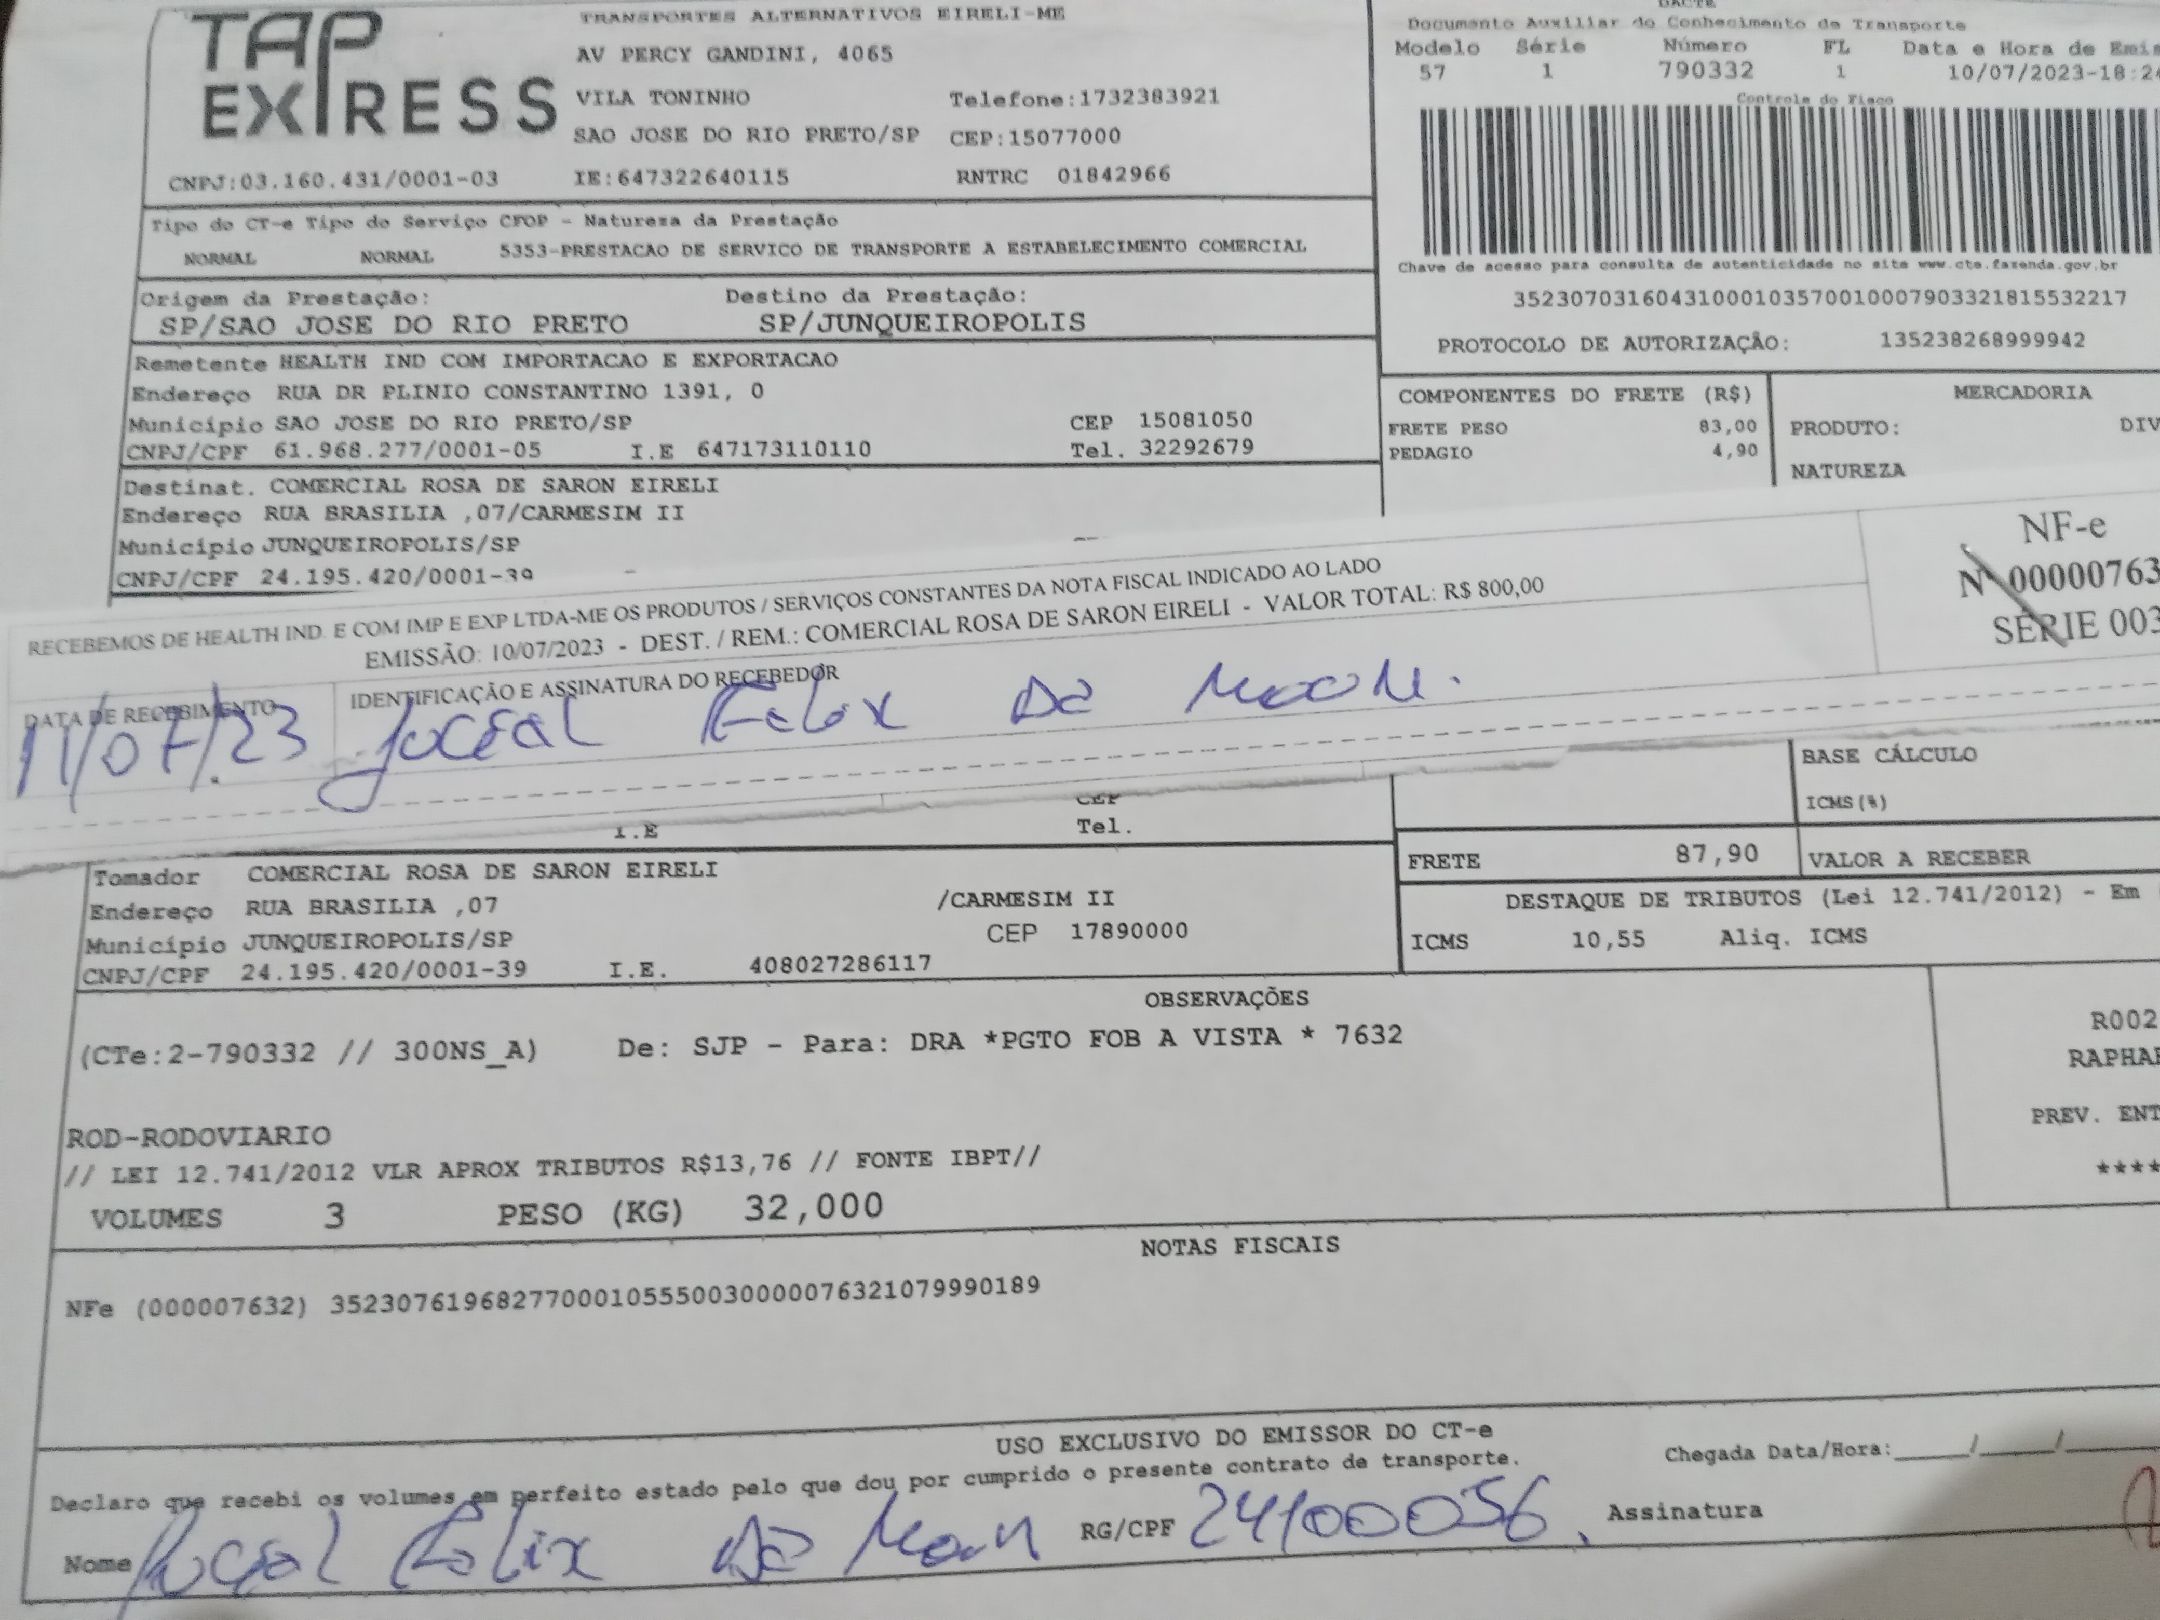 TAP EXPRESS
TRANSPORTES ALTERNATIVOS EIRELI-ME
AV PERCY GANDINI, 4065
VILA TONINHO Telefone:1732383921
SAO JOSE DO RIO PRETO/SP CEP:15077000
CNPJ:03.160.431/0001-03 IE:647322640115 RNTRC 01842966
DACTE
Documento Auxiliar do Conhecimento de Transporte
Modelo Série Número FL Data e Hora de
57 1 790332 1 10/07/2023-18:
Controle do Fisco
Chave de acesso para consulta de autenticidade no site www.cte.fazenda.gov.br
35230703160431000103570010007903321815532217
PROTOCOLO DE AUTORIZAÇÃO: 135238268999942
Tipo do CT-e Tipo do Serviço CFOP - Natureza da Prestação
NORMAL NORMAL 5353-PRESTACAO DE SERVICO DE TRANSPORTE A ESTABELECIMENTO COMERCIAL
Origem da Prestação: Destino da Prestação:
SP/SAO JOSE DO RIO PRETO SP/JUNQUEIROPOLIS
Remetente HEALTH IND COM IMPORTACAO E EXPORTACAO
Endereço RUA DR PLINIO CONSTANTINO 1391, 0
Município SAO JOSE DO RIO PRETO/SP CEP 15081050
CNPJ/CPF 61.968.277/0001-05 I.E 647173110110 Tel. 32292679
COMPONENTES DO FRETE (R$) MERCADORIA
FRETE PESO 83,00 PRODUTO: DIV
PEDAGIO 4,90
NATUREZA
Destinat. COMERCIAL ROSA DE SARON EIRELI
Endereço RUA BRASILIA ,07/CARMESIM II
Município JUNQUEIROPOLIS/SP
CNPJ/CPF 24.195.420/0001-39
RECEBEMOS DE HEALTH IND. E COM IMP E EXP LTDA-ME OS PRODUTOS / SERVIÇOS CONSTANTES DA NOTA FISCAL INDICADO AO LADO
EMISSÃO: 10/07/2023 - DEST. / REM.: COMERCIAL ROSA DE SARON EIRELI - VALOR TOTAL: R$ 800,00
NF-e
Nº 00000763
SÉRIE 003
DATA DE RECEBIMENTO IDENTIFICAÇÃO E ASSINATURA DO RECEBEDOR
11/07/23 Felix Da
CEP
I.E Tel.
BASE CÁLCULO
ICMS(%)
FRETE 87,90 VALOR A RECEBER
Tomador COMERCIAL ROSA DE SARON EIRELI
Endereço RUA BRASILIA ,07 /CARMESIM II
Município JUNQUEIROPOLIS/SP CEP 17890000
CNPJ/CPF 24.195.420/0001-39 I.E. 408027286117
DESTAQUE DE TRIBUTOS (Lei 12.741/2012) - Em
ICMS 10,55 Aliq. ICMS
OBSERVAÇÕES
(CTe:2-790332 // 300NS_A) De: SJP - Para: DRA *PGTO FOB A VISTA * 7632
R002
PREV.
****
ROD-RODOVIARIO
// LEI 12.741/2012 VLR APROX TRIBUTOS R$13,76 // FONTE IBPT//
VOLUMES 3 PESO (KG) 32,000
NOTAS FISCAIS
NFe (000007632) 35230761968277000105550030000076321079990189
USO EXCLUSIVO DO EMISSOR DO CT-e
Declaro que recebi os volumes em perfeito estado pelo que dou por cumprido o presente contrato de transporte.
Chegada Data/Hora:____/____/____
Nome Felix Da RG/CPF 24100056. Assinatura